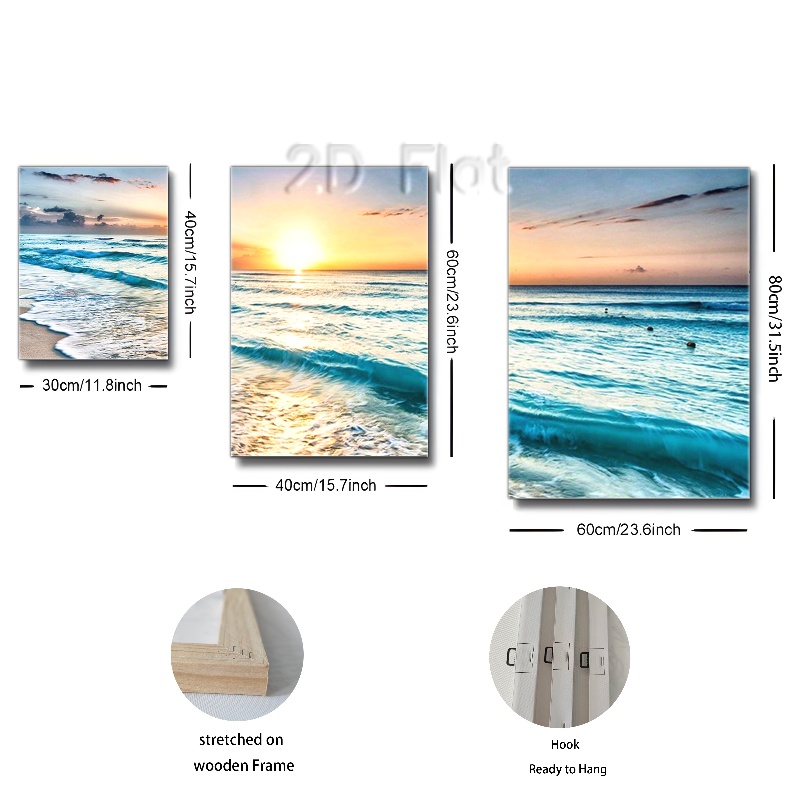 2D Flat
40cm/15.7inch
60cm/23.6inch
80cm/31.5inch
30cm/11.8inch
40cm/15.7inch
60cm/23.6inch
stretched on
wooden Frame
Hook
Ready to Hang